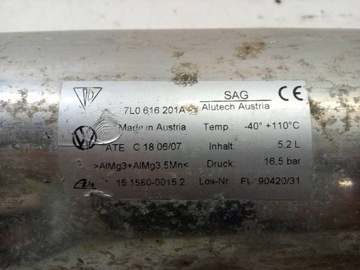 7L0 616 201A
SAG
Alutech Austria
CE
Made in Austria
Temp.: -40° +110°C
ATE C 18 06/07
Inhalt: 5,2 L
>AlMg3+AlMg3.5Mn<
Druck: 16.5 bar
15.1560-0015.2
Los-Nr.: FL- 90420/31